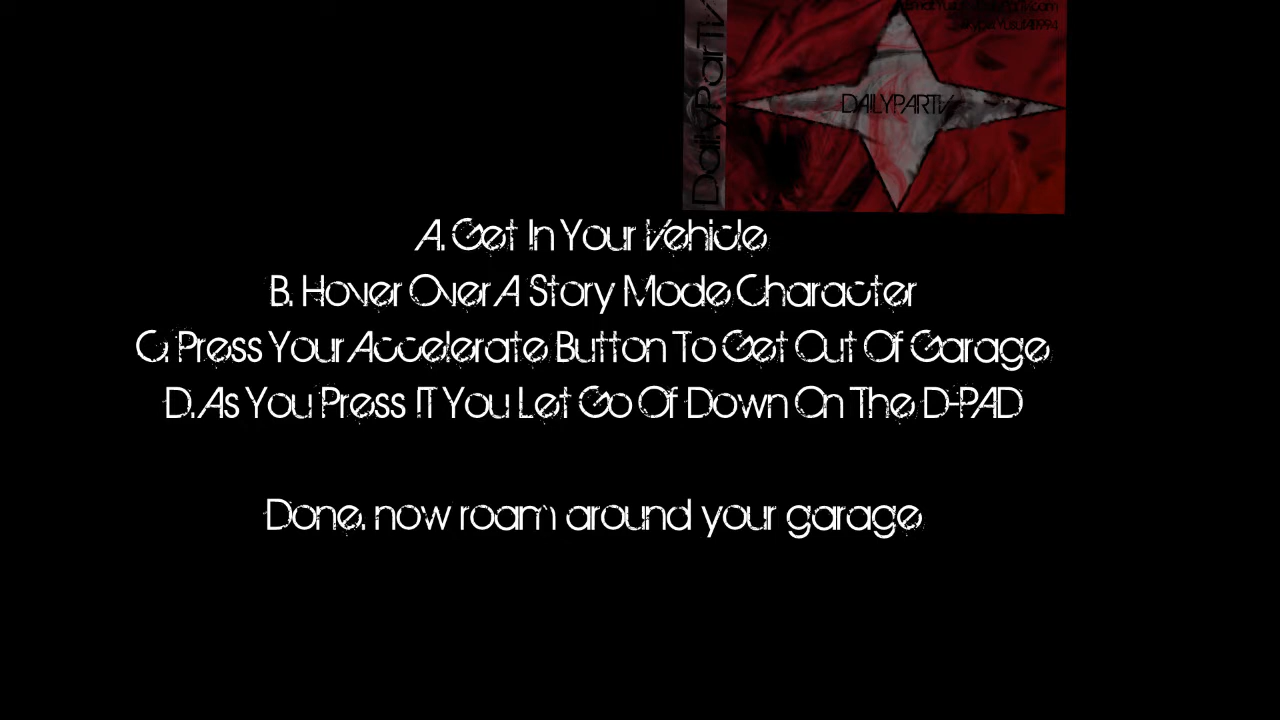 DailyParTV
DAILYPARTV
A. Get In Your Vehicle
B. Hover Over A Story Mode Character
C. Press Your Accelerate Button To Get Out Of Garage
D. As You Press IT You Let Go Of Down On The D-PAD
Done. now roam around your garage